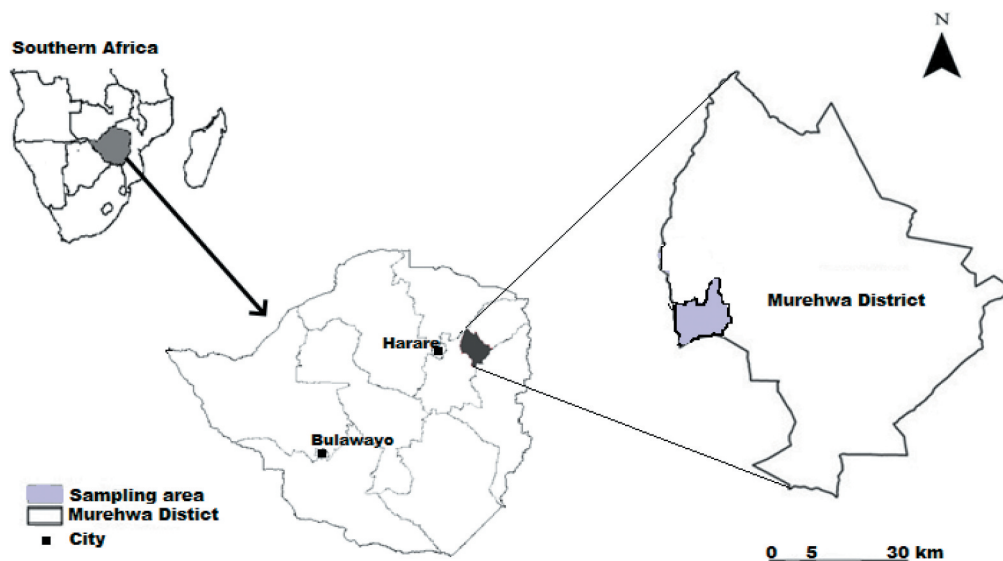 Southern Africa
N
Murehwa District
Harare
Bulawayo
Sampling area
Murehwa Distict
City
0 5 30 km